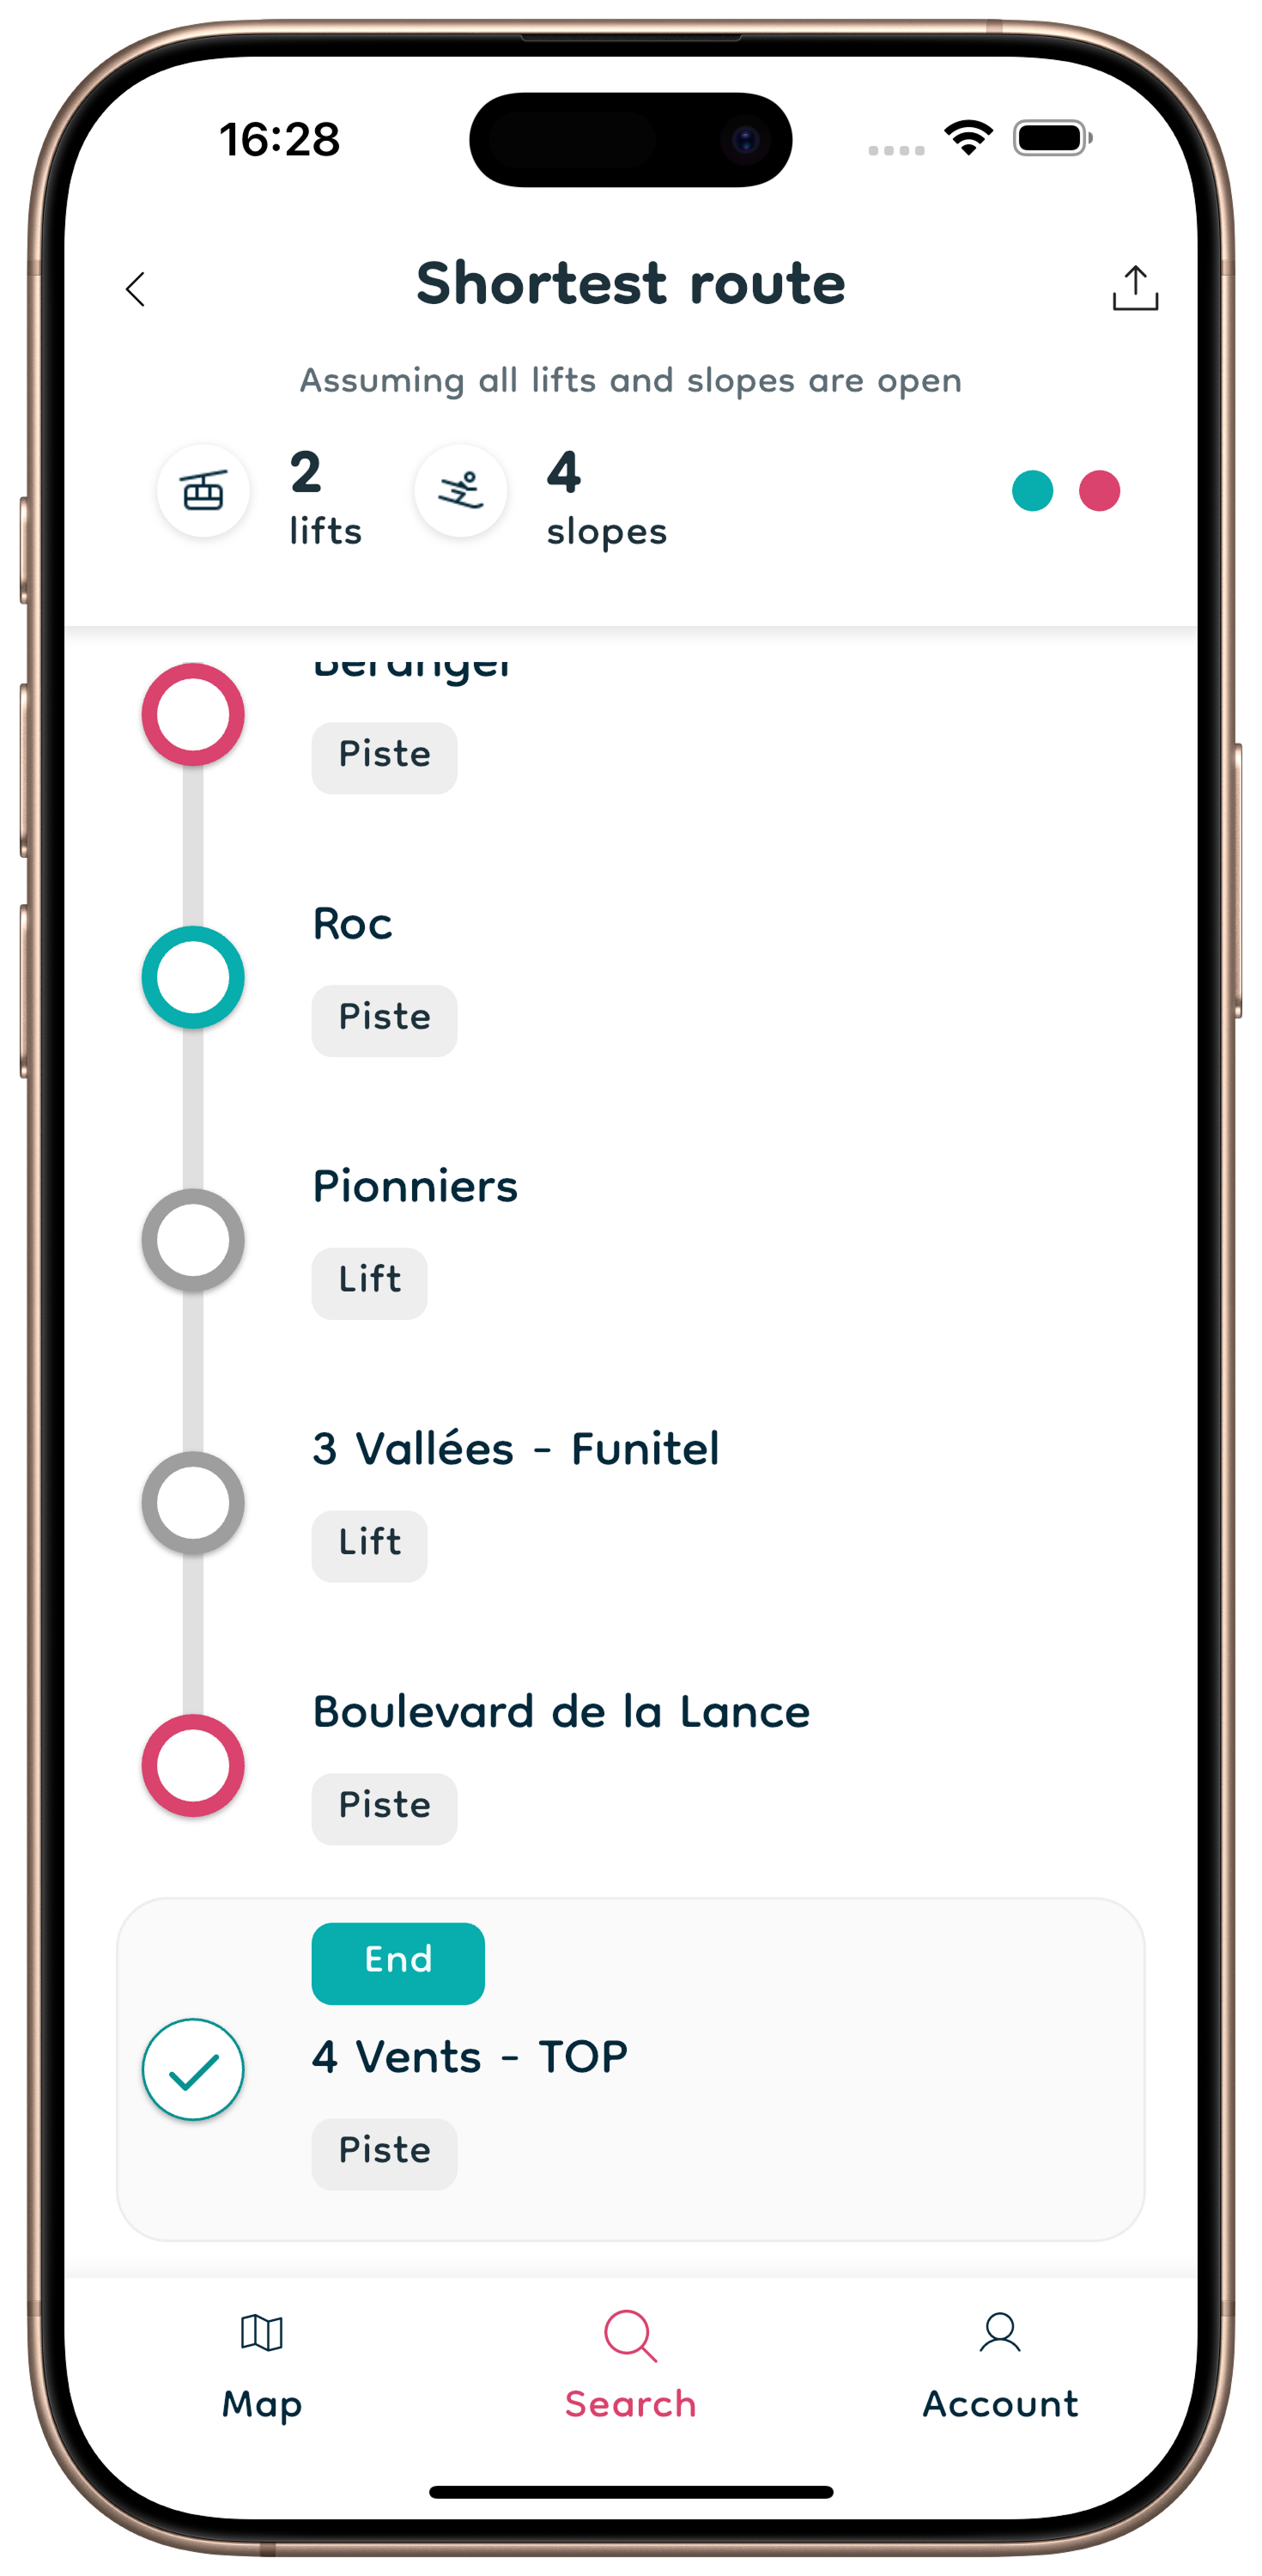 16:28
Shortest route
Assuming all lifts and slopes are open
2
lifts
4
slopes
Piste
Roc
Piste
Pionniers
Lift
3 Vallées - Funitel
Lift
Boulevard de la Lance
Piste
End
4 Vents - TOP
Piste
Map
Search
Account